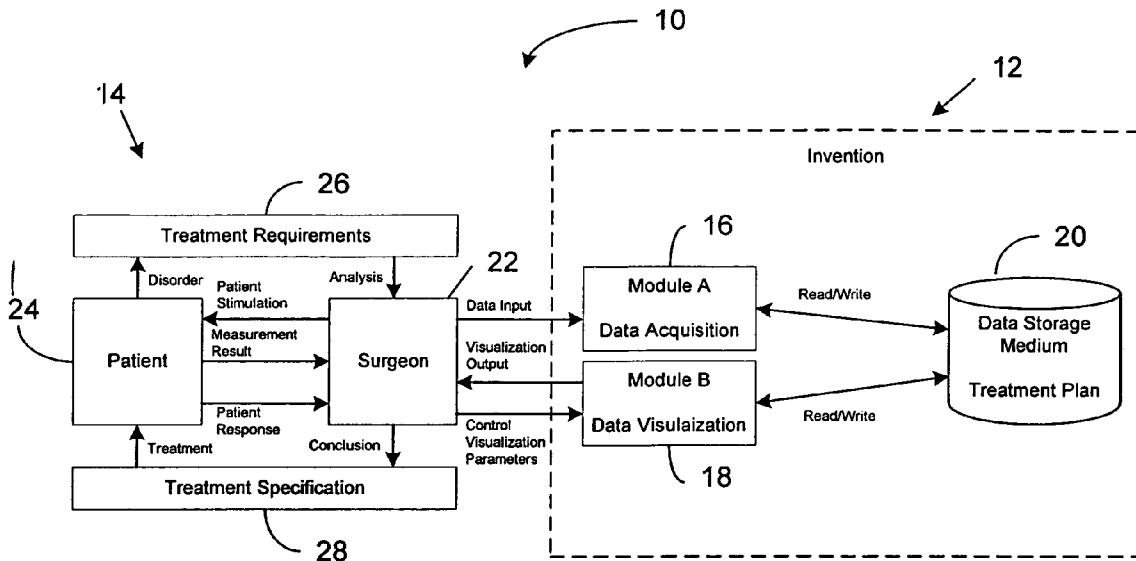 10
12
14
Invention
26
Treatment Requirements
16
20
22
Disorder
Analysis
24
Patient
Stimulation
Measurement
Result
Patient
Response
Patient
Surgeon
Data Input
Visualization
Output
Control
Visualization
Parameters
Module A
Data Acquisition
Module B
Data Visulaization
Read/Write
Read/Write
Data Storage
Medium
Treatment Plan
18
Treatment
Conclusion
Treatment Specification
28